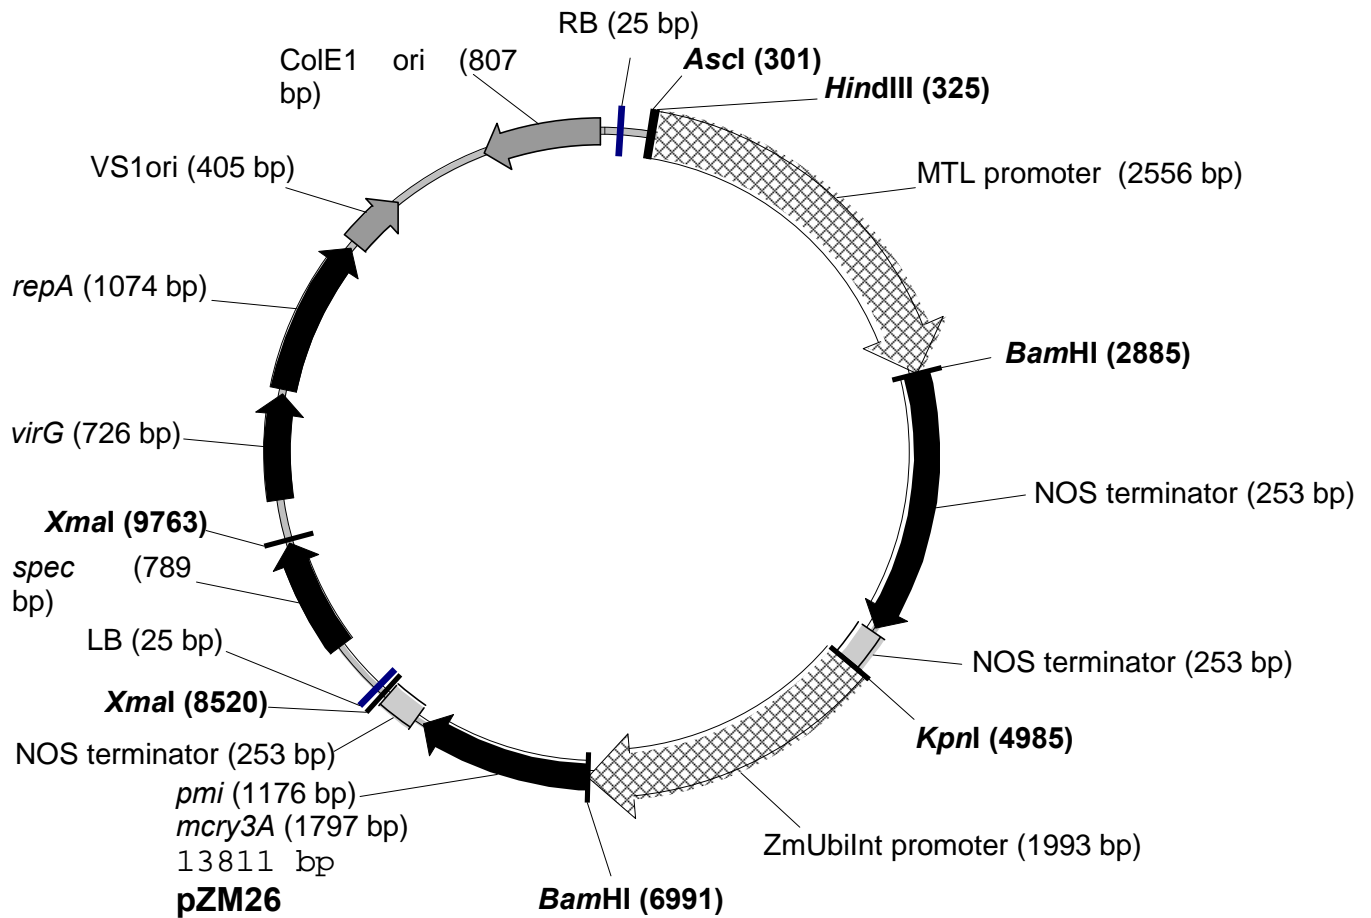 RB (25 bp)
ColE1 ori (807
bp)
AscI (301)
HindIII (325)
VS1ori (405 bp)
MTL promoter (2556 bp)
repA (1074 bp)
BamHI (2885)
virG (726 bp)
NOS terminator (253 bp)
XmaI (9763)
spec (789
bp)
LB (25 bp)
NOS terminator (253 bp)
XmaI (8520)
KpnI (4985)
NOS terminator (253 bp)
pmi (1176 bp)
mcry3A (1797 bp)
ZmUbiInt promoter (1993 bp)
13811 bp
pZM26
BamHI (6991)